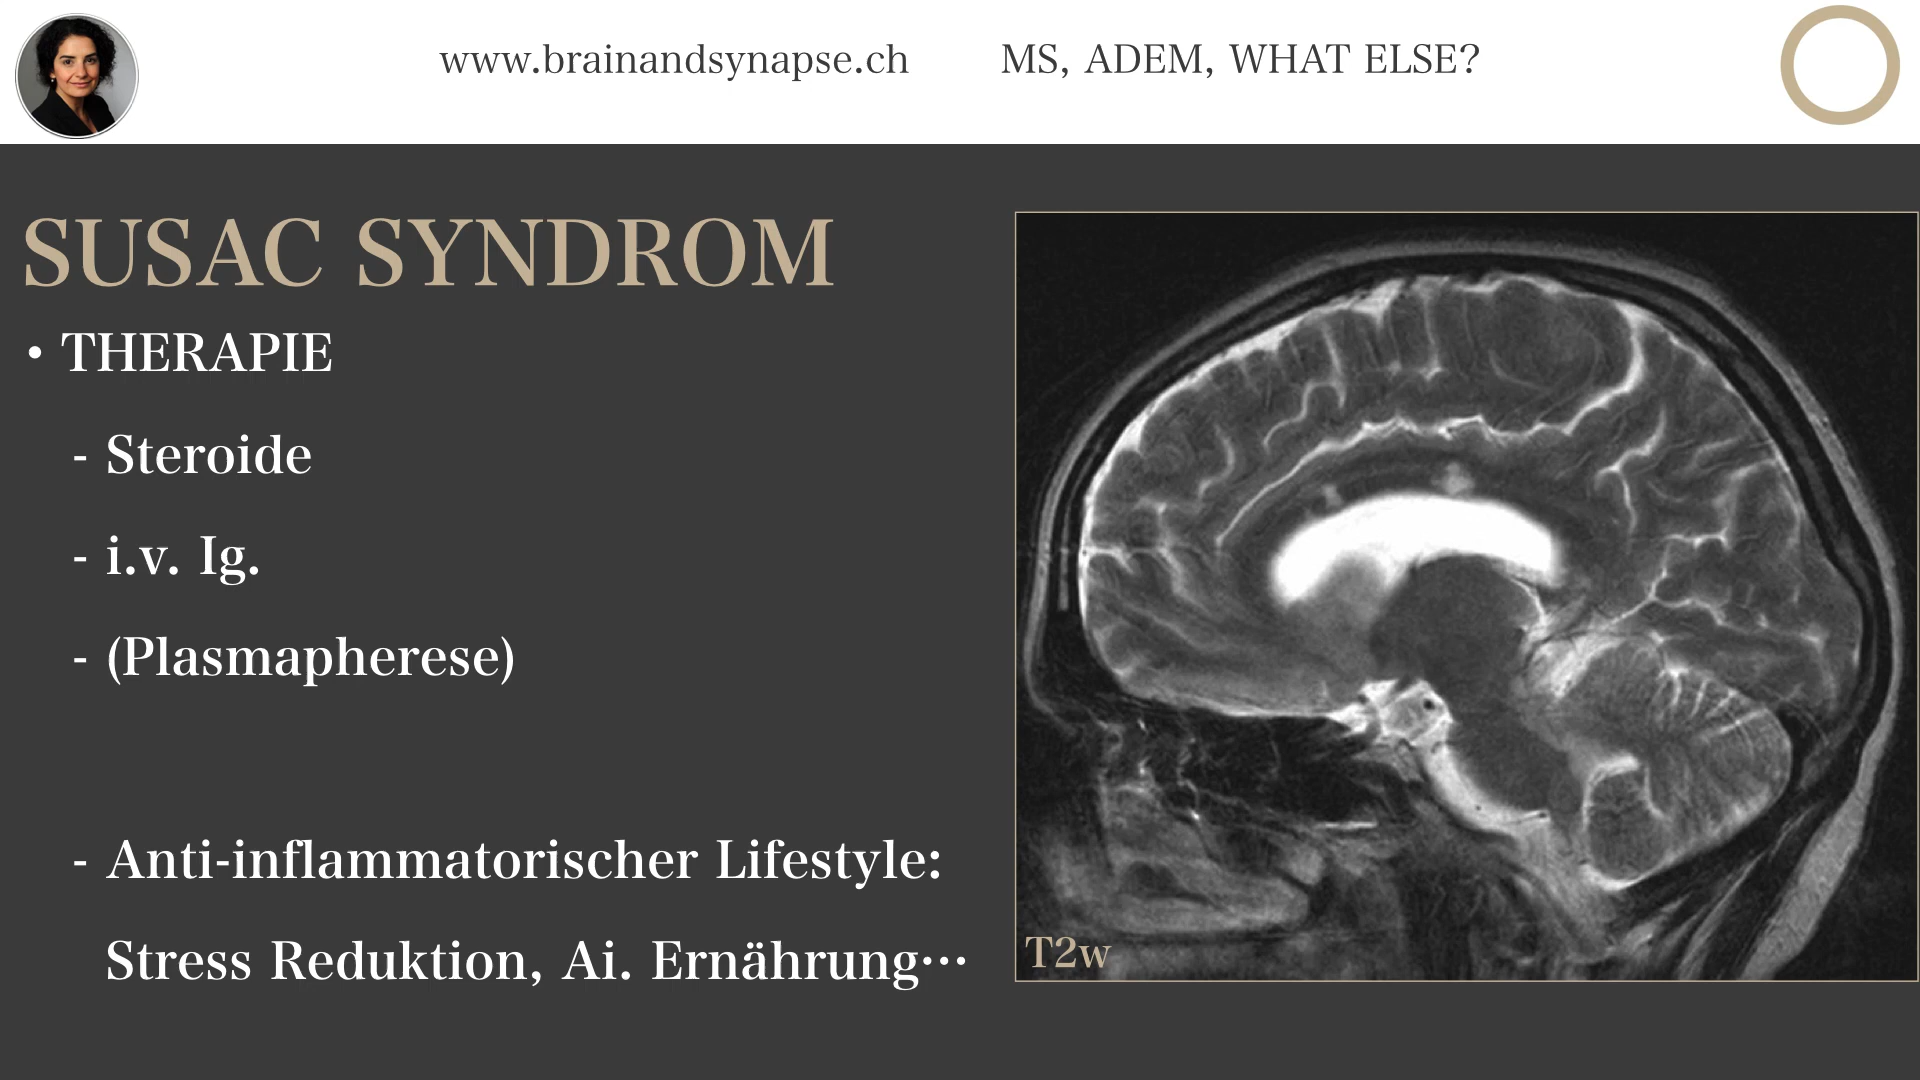 www.brainandsynapse.ch MS, ADEM, WHAT ELSE?
SUSAC SYNDROM
• THERAPIE
- Steroide
- i.v. Ig.
- (Plasmapherese)
- Anti-inflammatorischer Lifestyle:
Stress Reduktion, Ai. Ernährung…
T2w